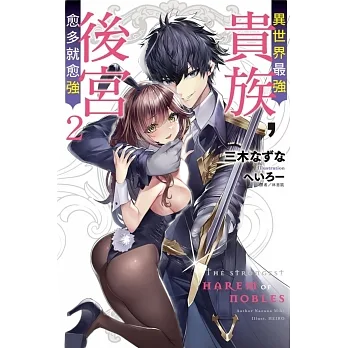 異世界最強
貴族，
後宮
愈多就愈強
2
三木なずな
Illustration
へいろー
THE STRONGEST
HAREM OF
NOBLES